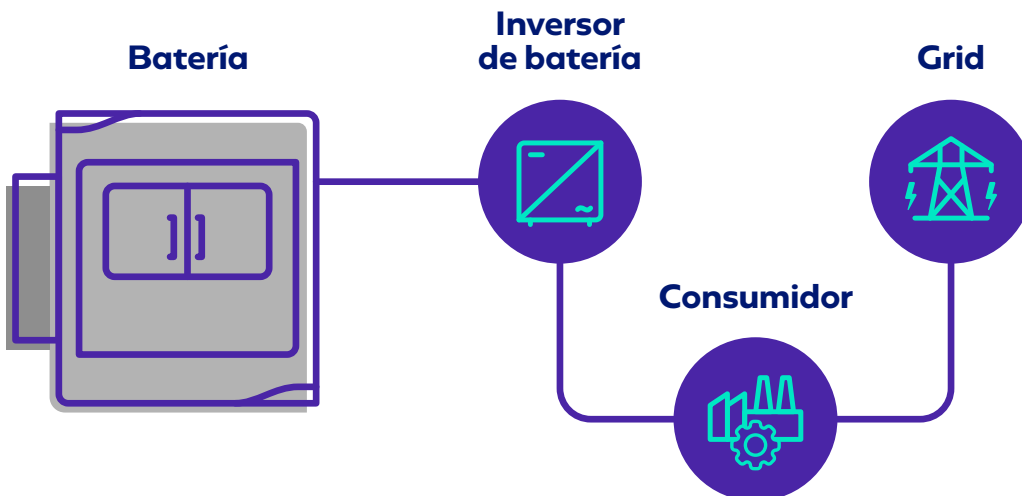 Batería
Inversor
de batería
Grid
Consumidor